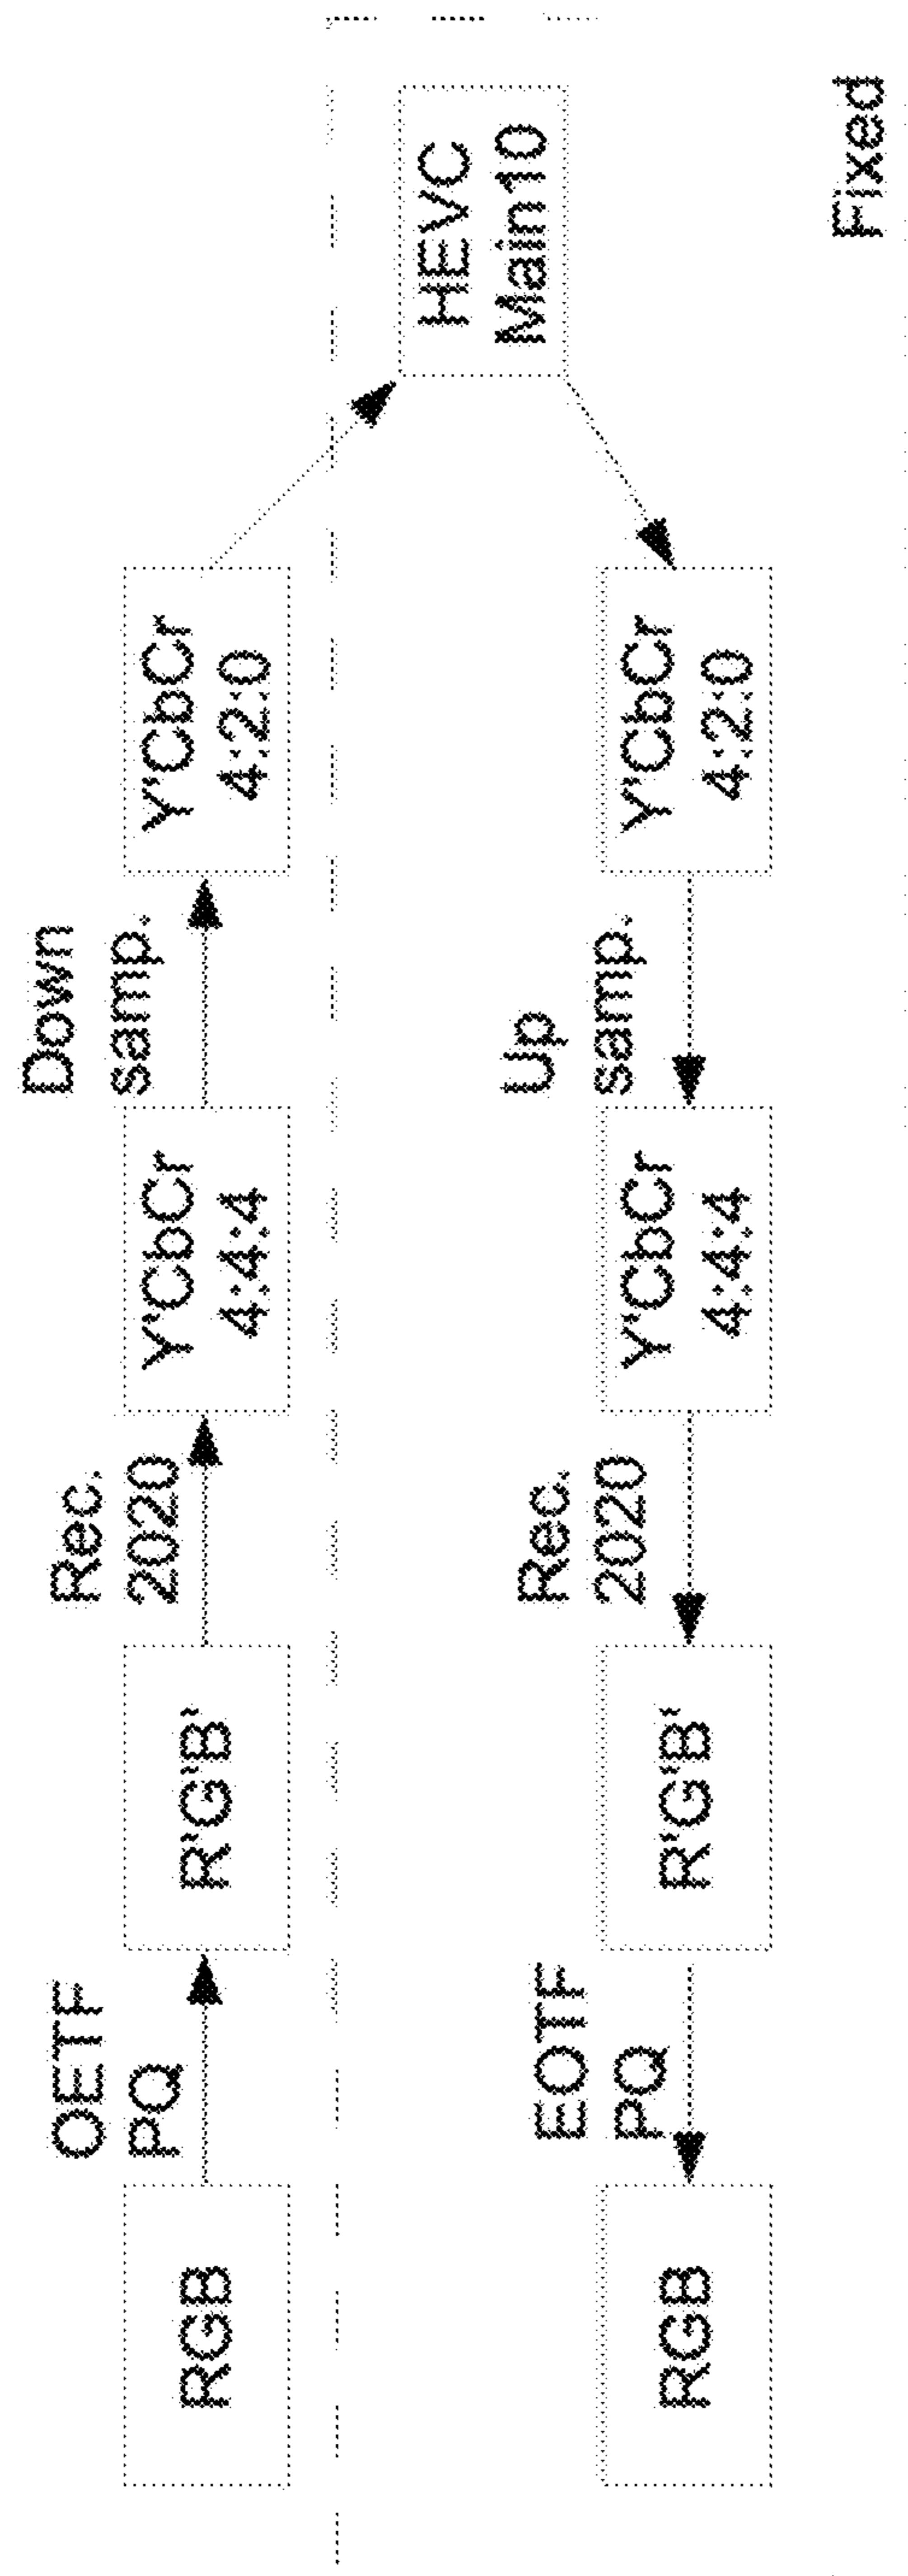 RGB
OETF
PQ
R'G'B'
Rec.
2020
Y'CbCr
4:4:4
Down
samp.
Y'CbCr
4:2:0
HEVC
Main10
Y'CbCr
4:2:0
Up
samp.
Y'CbCr
4:4:4
Rec.
2020
R'G'B'
EOTF
PQ
RGB
Fixed